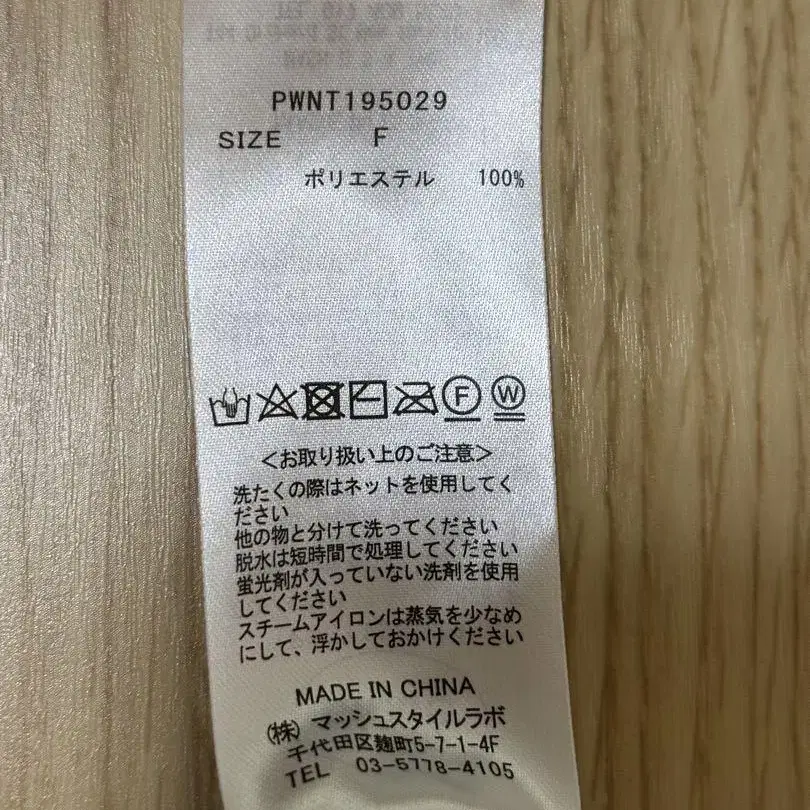 PWNT195029
SIZE F
ポリエステル 100%
F W
<お取り扱い上のご注意>
洗たくの際はネットを使用してく
ださい
他の物と分けて洗ってください
脱水は短時間で処理してください
蛍光剤が入っていない洗剤を使用
してください
スチームアイロンは蒸気を少なめ
にして、浮かしておかけください
MADE IN CHINA
(株) マッシュスタイルラボ
千代田区麹町5-7-1-4F
TEL 03-5778-4105